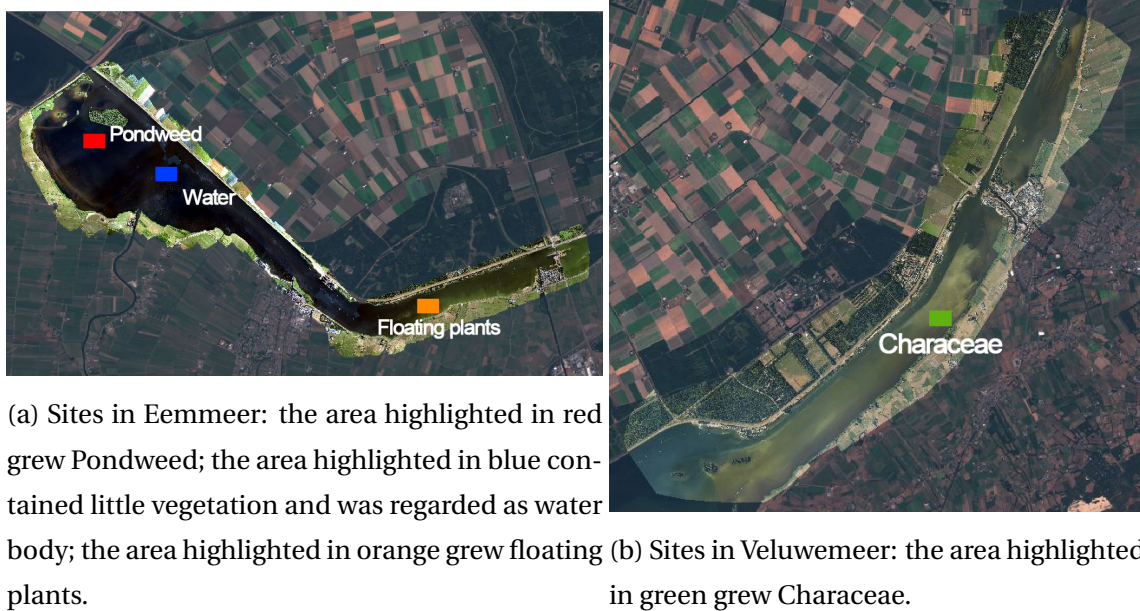 Pondweed
Water
Floating plants
Characeae
(a) Sites in Eemmeer: the area highlighted in red
grew Pondweed; the area highlighted in blue con-
tained little vegetation and was regarded as water
body; the area highlighted in orange grew floating
plants.
(b) Sites in Veluwemeer: the area highlighted
in green grew Characeae.